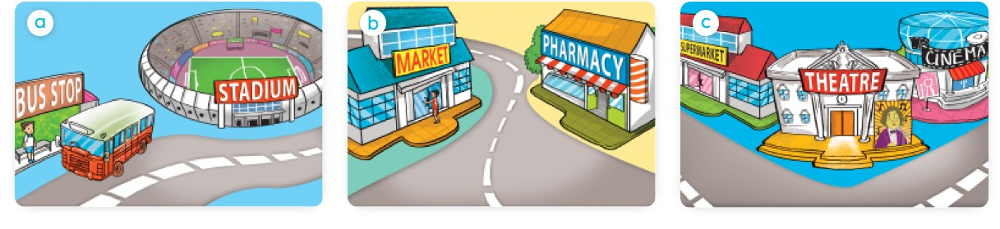 a
BUS STOP
STADIUM
b
MARKET
PHARMACY
c
SUPERMARKET
THEATRE
CINEMA